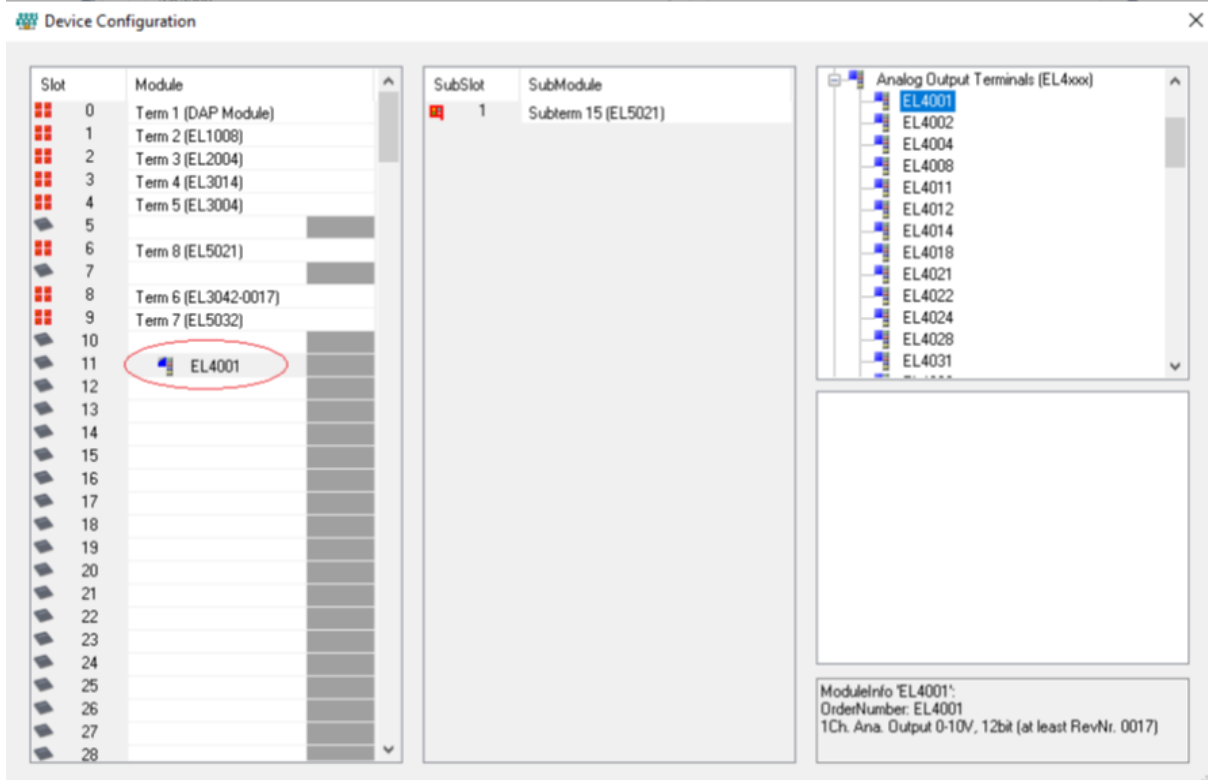 Device Configuration
Slot Module
0 Term 1 (DAP Module)
1 Term 2 (EL1008)
2 Term 3 (EL2004)
3 Term 4 (EL3014)
4 Term 5 (EL3004)
5
6 Term 8 (EL5021)
7
8 Term 6 (EL3042-0017)
9 Term 7 (EL5032)
10
11 EL4001
12
13
14
15
16
17
18
19
20
21
22
23
24
25
26
27
28
SubSlot SubModule
1 Subterm 15 (EL5021)
Analog Output Terminals (EL4xxx)
EL4001
EL4002
EL4004
EL4008
EL4011
EL4012
EL4014
EL4018
EL4021
EL4022
EL4024
EL4028
EL4031
ModuleInfo 'EL4001':
OrderNumber: EL4001
1Ch. Ana. Output 0-10V, 12bit (at least RevNr. 0017)